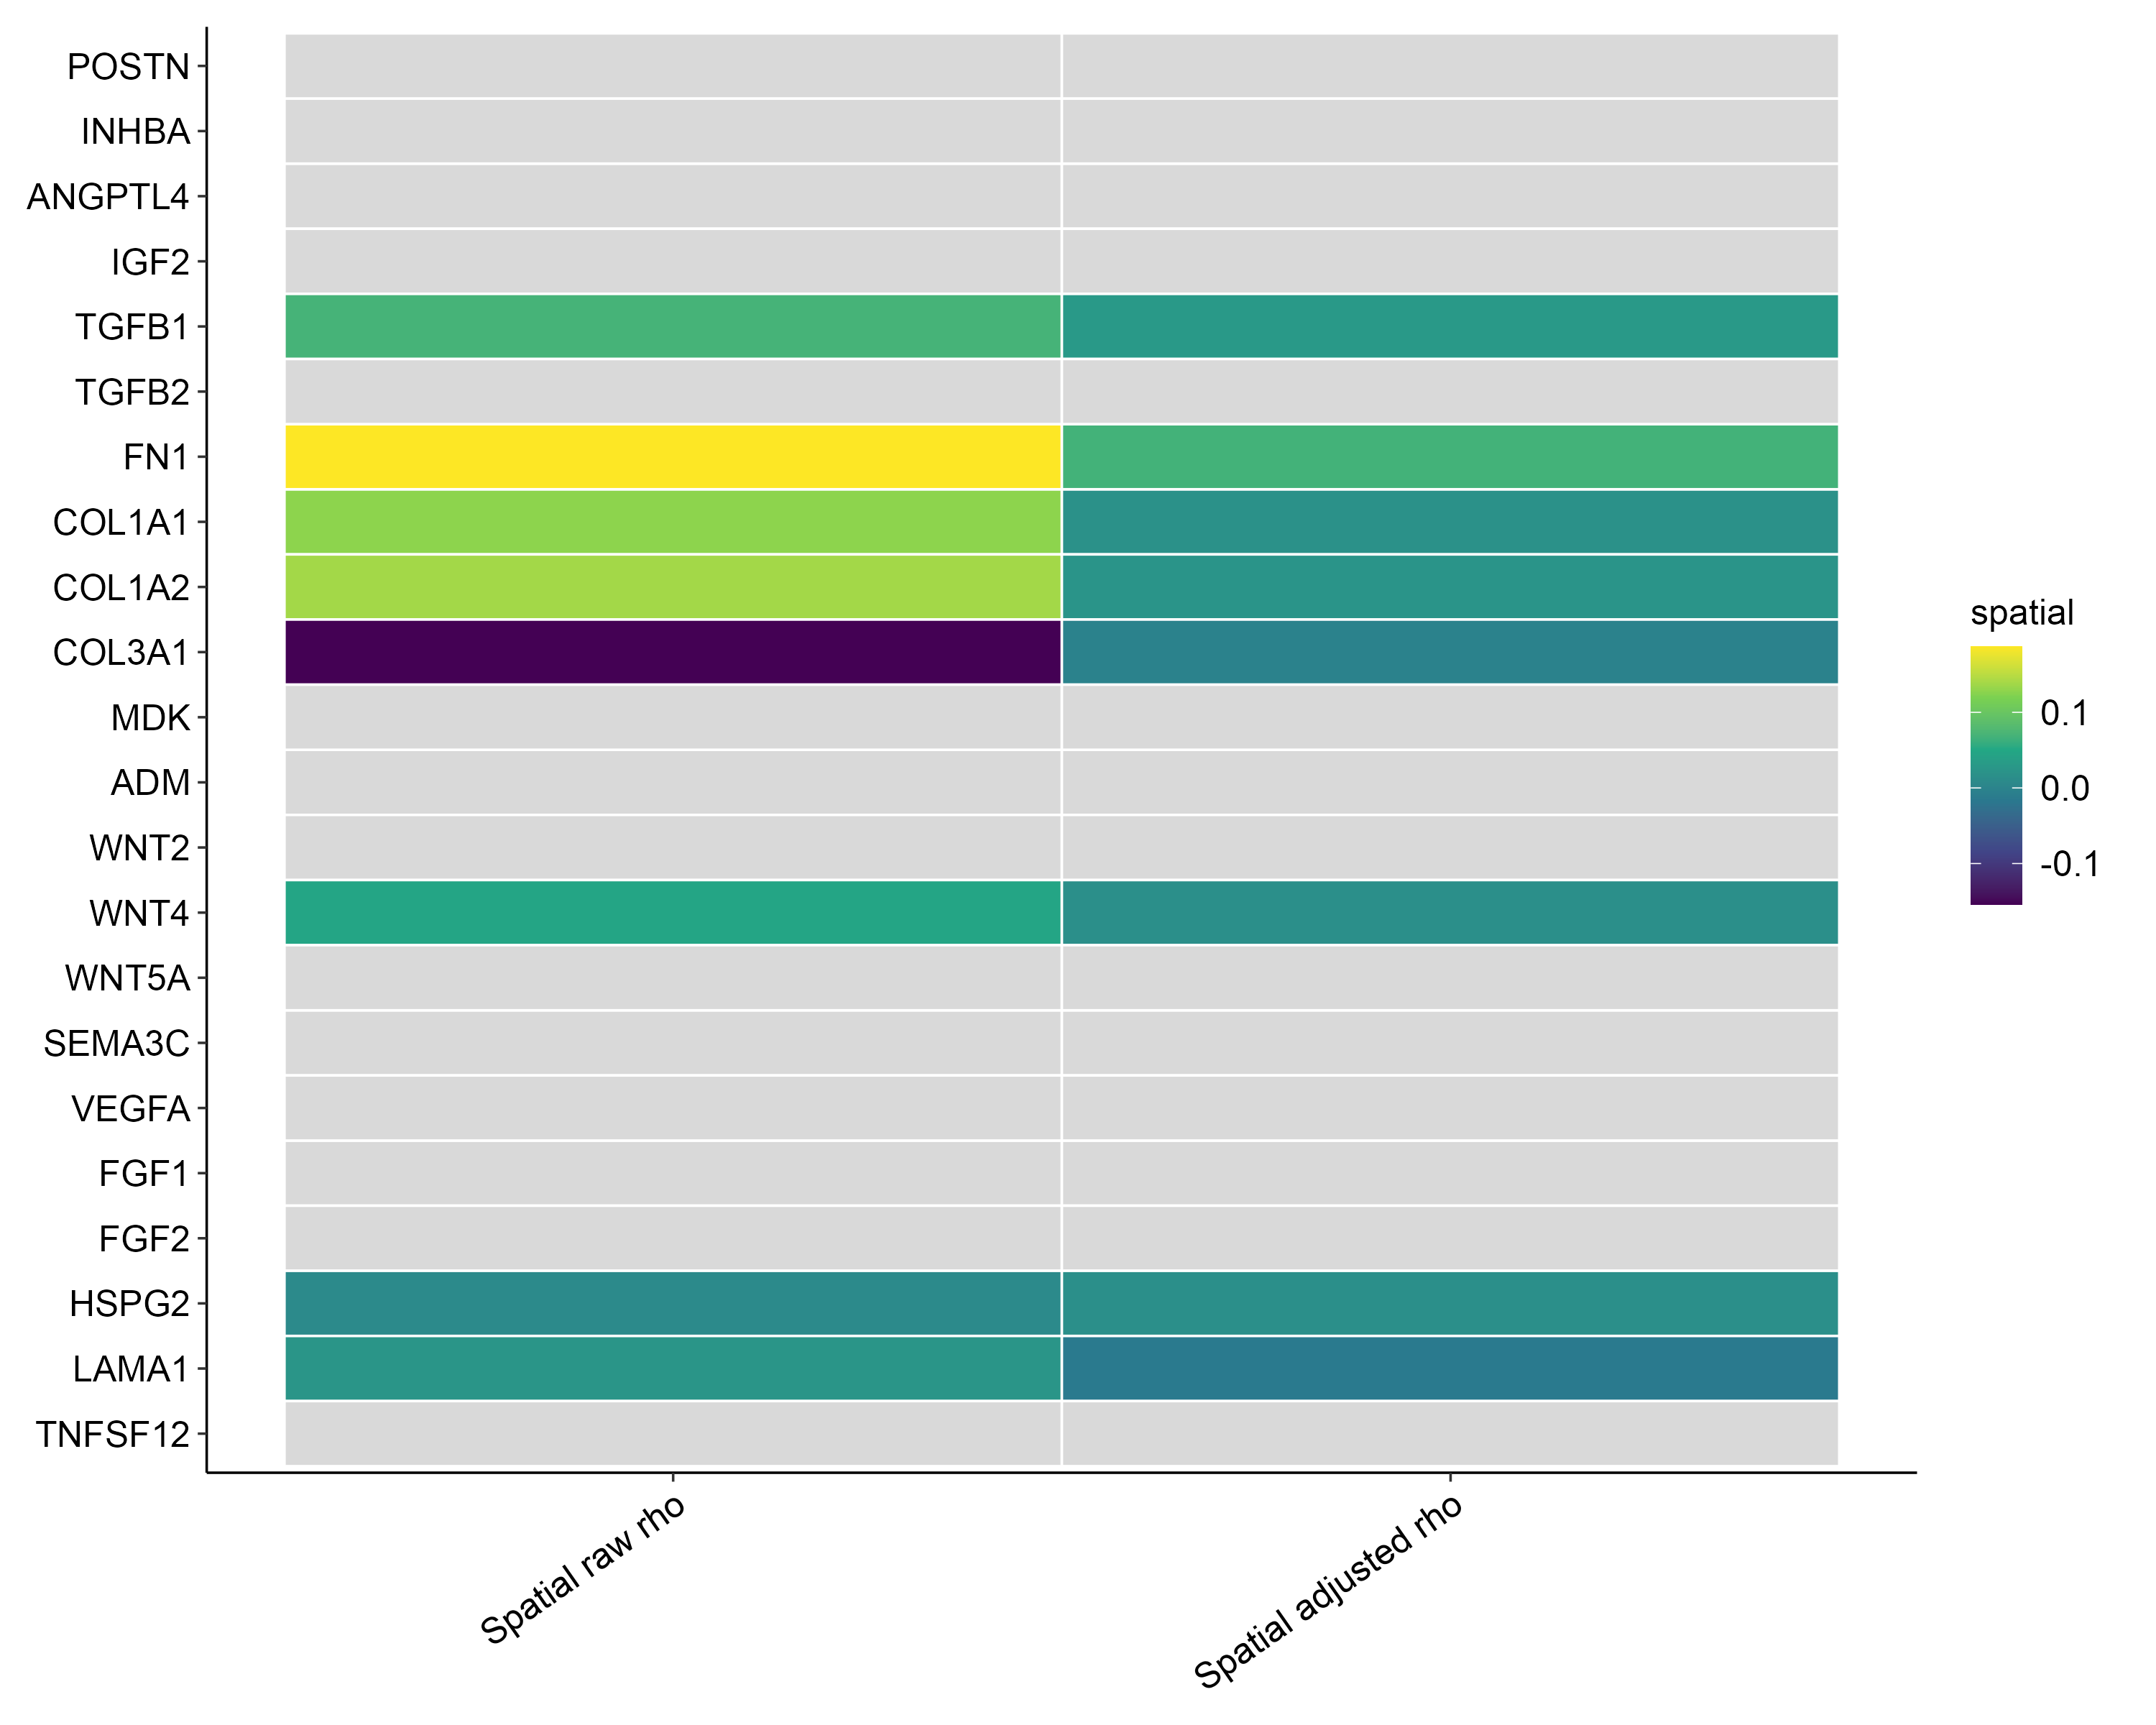 POSTN
INHBA
ANGPTL4
IGF2
TGFB1
TGFB2
FN1
COL1A1
COL1A2
COL3A1
MDK
ADM
WNT2
WNT4
WNT5A
SEMA3C
VEGFA
FGF1
FGF2
HSPG2
LAMA1
TNFSF12
Spatial raw rho
Spatial adjusted rho
spatial
0.1
0.0
-0.1